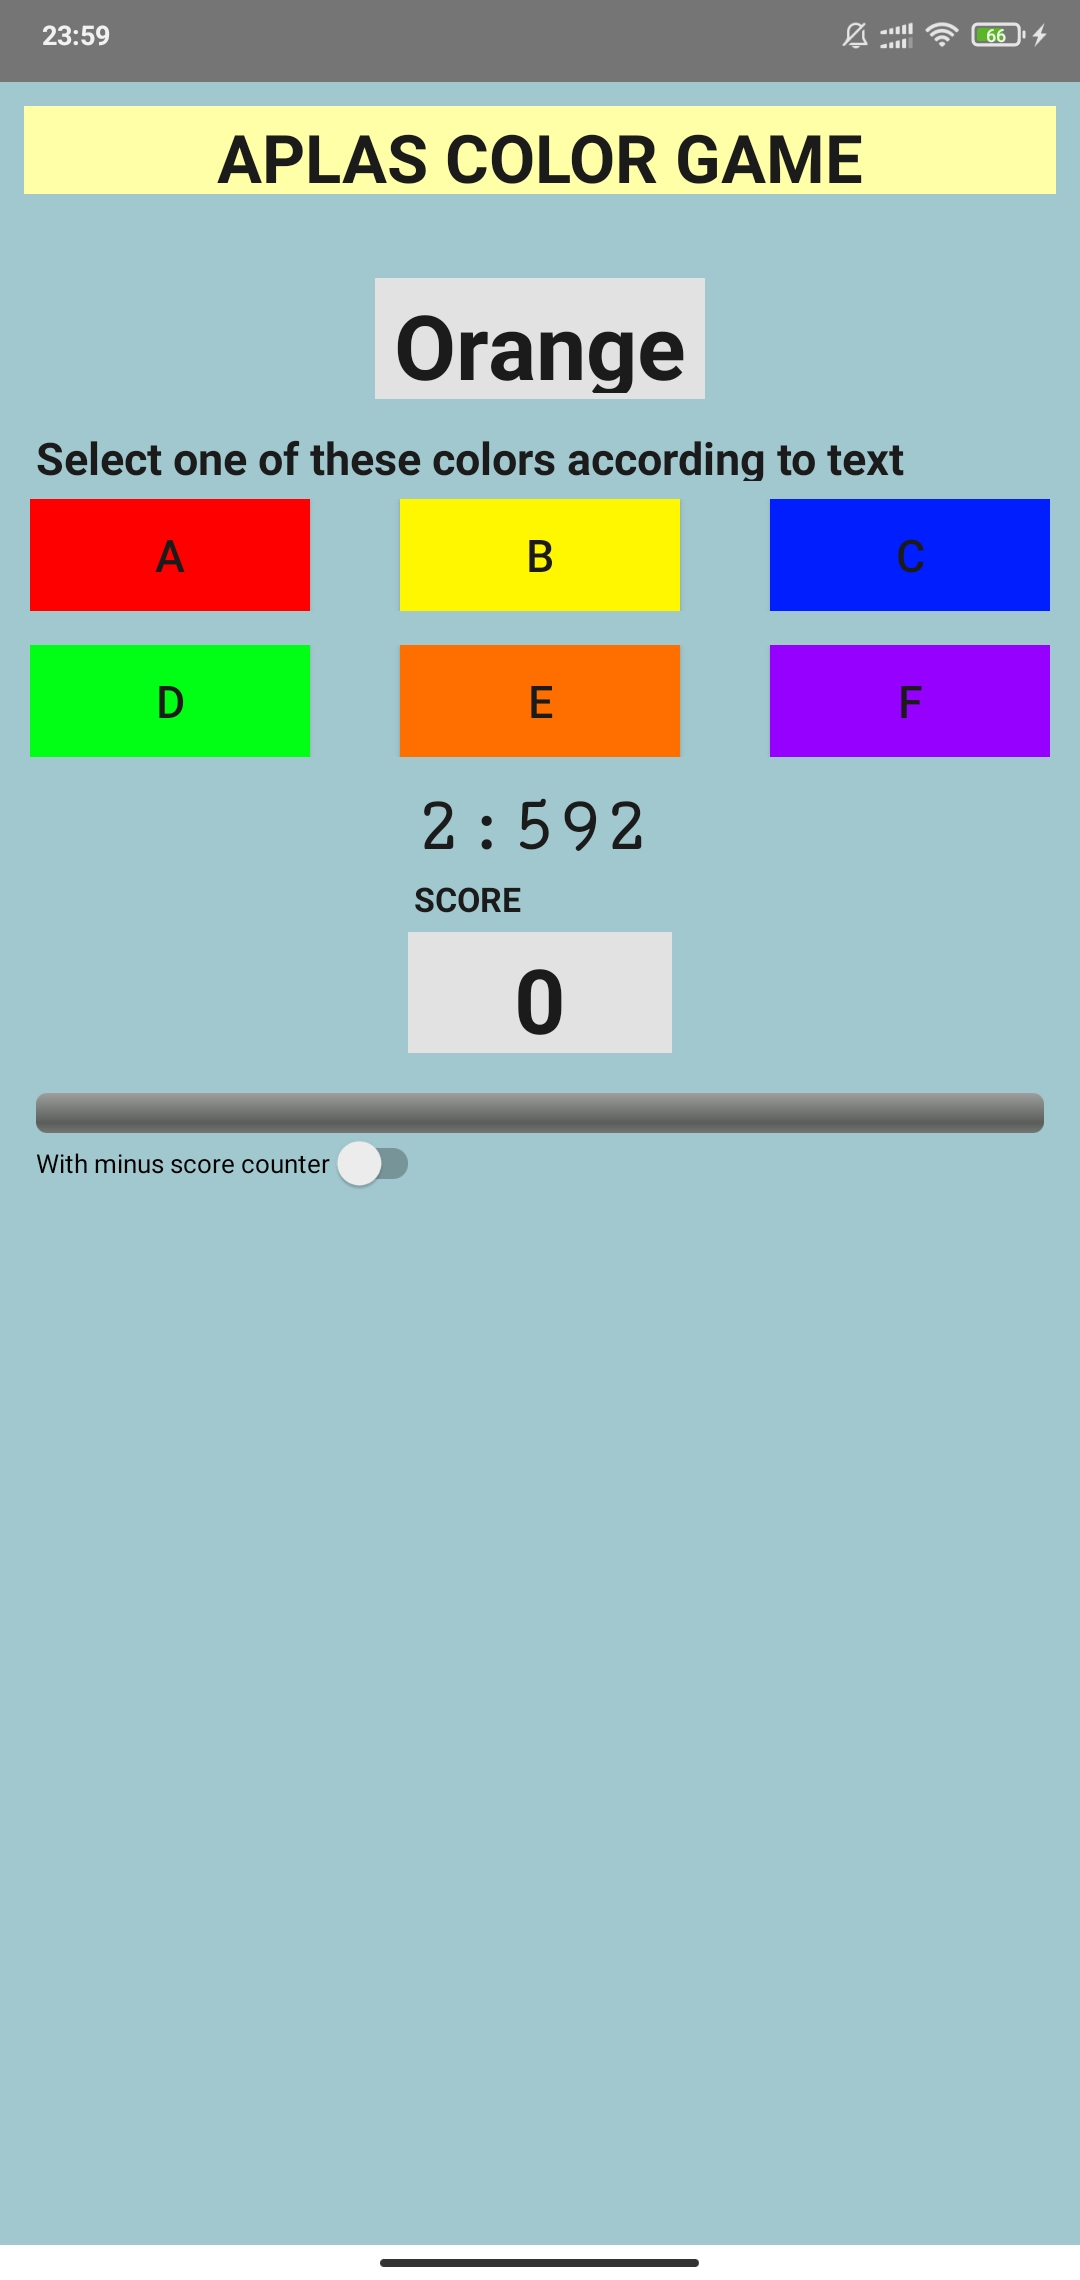 23:59 66
APLAS COLOR GAME
Orange
Select one of these colors according to text
A B C
D E F
2:592
SCORE
0
With minus score counter